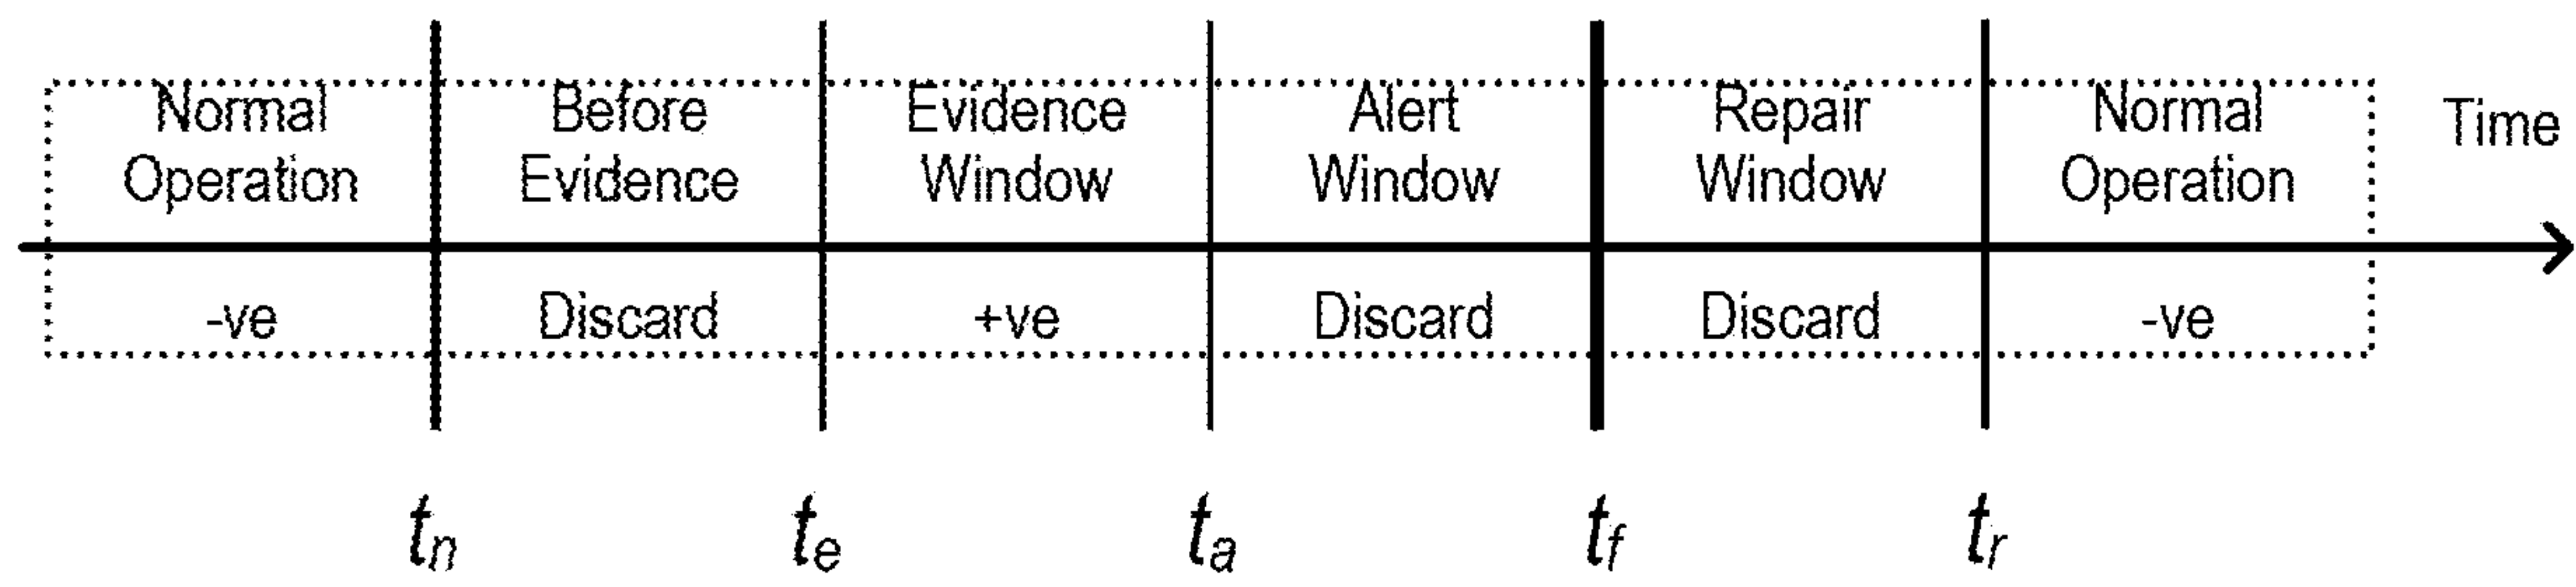 Normal Before Evidence Alert Repair Normal Time
Operation Evidence Window Window Window Operation
-ve Discard +ve Discard Discard -ve
tn te ta tf tr